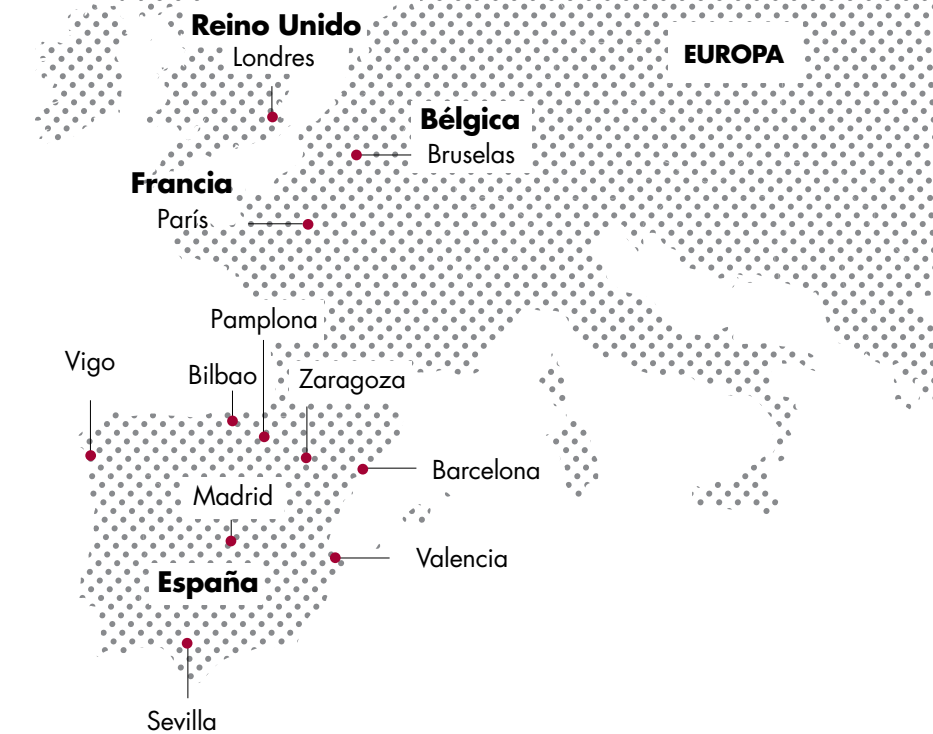 Reino Unido
Londres
EUROPA
Bélgica
Bruselas
Francia
París
Pamplona
Vigo
Bilbao
Zaragoza
Barcelona
Madrid
Valencia
España
Sevilla